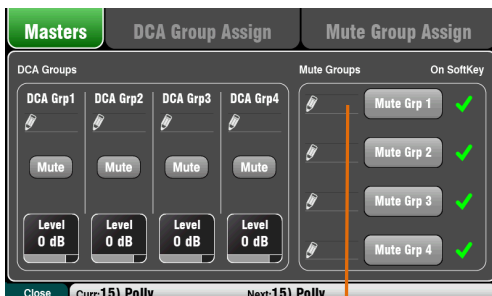 Masters DCA Group Assign Mute Group Assign
DCA Groups Mute Groups On SoftKey
DCA Grp1 DCA Grp2 DCA Grp3 DCA Grp4
Mute Grp 1
Mute Grp 2
Mute Mute Mute Mute
Mute Grp 3
Level Level Level Level
0 dB 0 dB 0 dB 0 dB
Mute Grp 4
Close Curr:15) Polly Next:15) Polly